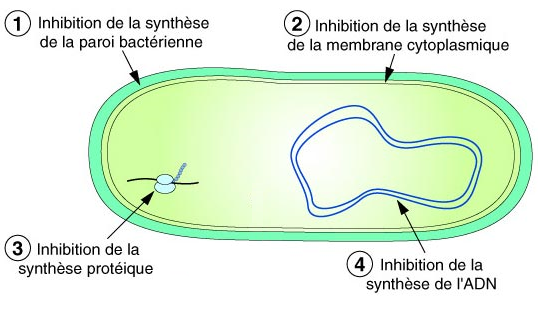 1 Inhibition de la synthèse
de la paroi bactérienne
2 Inhibition de la synthèse
de la membrane cytoplasmique
3 Inhibition de la
synthèse protéique
4 Inhibition de la
synthèse de l'ADN